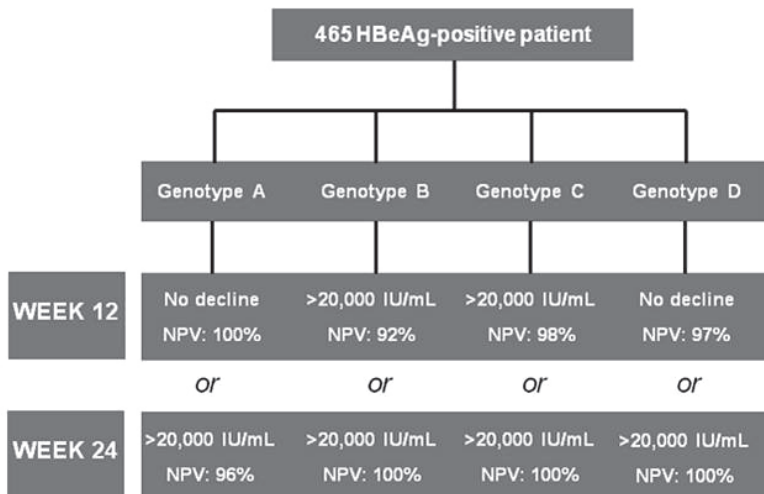 465 HBeAg-positive patient
Genotype A Genotype B Genotype C Genotype D
WEEK 12
No decline >20,000 IU/mL >20,000 IU/mL No decline
NPV: 100% NPV: 92% NPV: 98% NPV: 97%
or or or or
WEEK 24
>20,000 IU/mL >20,000 IU/mL >20,000 IU/mL >20,000 IU/mL
NPV: 96% NPV: 100% NPV: 100% NPV: 100%